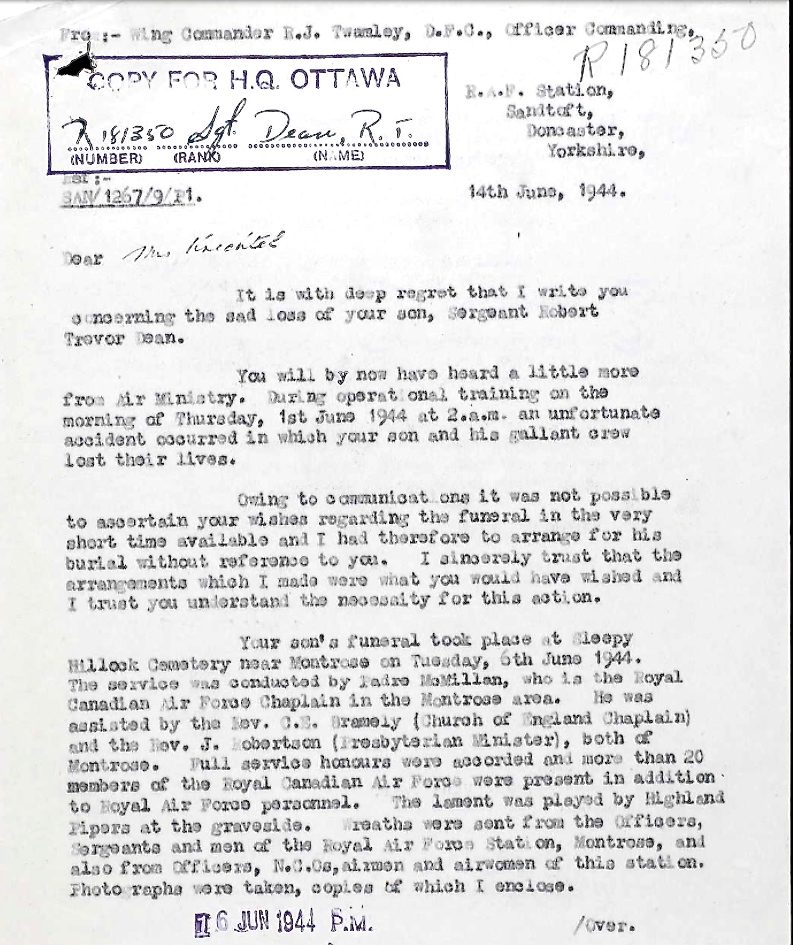 From:- Wing Commander R.J. Twamley, D.F.C., Officer Commanding,
R181350
COPY FOR H.Q. OTTAWA
R181350 Sgt. Dean, R. T.
(NUMBER) (RANK) (NAME)
R.A.F. Station,
Sandtoft,
Doncaster,
Yorkshire,
Ref :-
SAN/1267/9/P1.
14th June, 1944.
Dear Mrs
It is with deep regret that I write you
concerning the sad loss of your son, Sergeant Robert
Trevor Dean.
You will by now have heard a little more
from Air Ministry. During operational training on the
morning of Thursday, 1st June 1944 at 2.a.m. an unfortunate
accident occurred in which your son and his gallant crew
lost their lives.
Owing to communications it was not possible
to ascertain your wishes regarding the funeral in the very
short time available and I had therefore to arrange for his
burial without reference to you. I sincerely trust that the
arrangements which I made were what you would have wished and
I trust you understand the necessity for this action.
Your son's funeral took place at Sleepy
Hillock Cemetery near Montrose on Tuesday, 6th June 1944.
The service was conducted by Padre McMillan, who is the Royal
Canadian Air Force Chaplain in the Montrose area. He was
assisted by the Rev. C.E. Bramely (Church of England Chaplain)
and the Rev. J. Robertson (Presbyterian Minister), both of
Montrose. Full service honours were accorded and more than 20
members of the Royal Canadian Air Force were present in addition
to Royal Air Force personnel. The lament was played by Highland
Pipers at the graveside. Wreaths were sent from the Officers,
Sergeants and men of the Royal Air Force Station, Montrose, and
also from Officers, N.C.Os,airmen and airwomen of this station.
Photographs were taken, copies of which I enclose.
16 JUN 1944 P.M.
/Over.